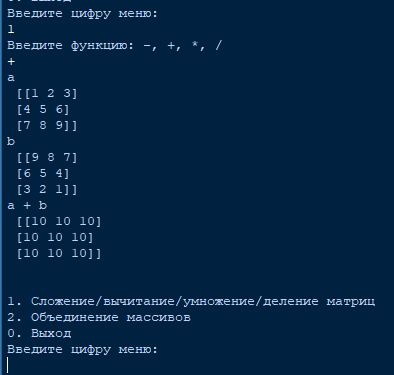 Введите цифру меню:
1
Введите функцию: -, +, *, /
+
a
[[1 2 3]
[4 5 6]
[7 8 9]]
b
[[9 8 7]
[6 5 4]
[3 2 1]]
a + b
[[10 10 10]
[10 10 10]
[10 10 10]]
1. Сложение/вычитание/умножение/деление матриц
2. Объединение массивов
0. Выход
Введите цифру меню: